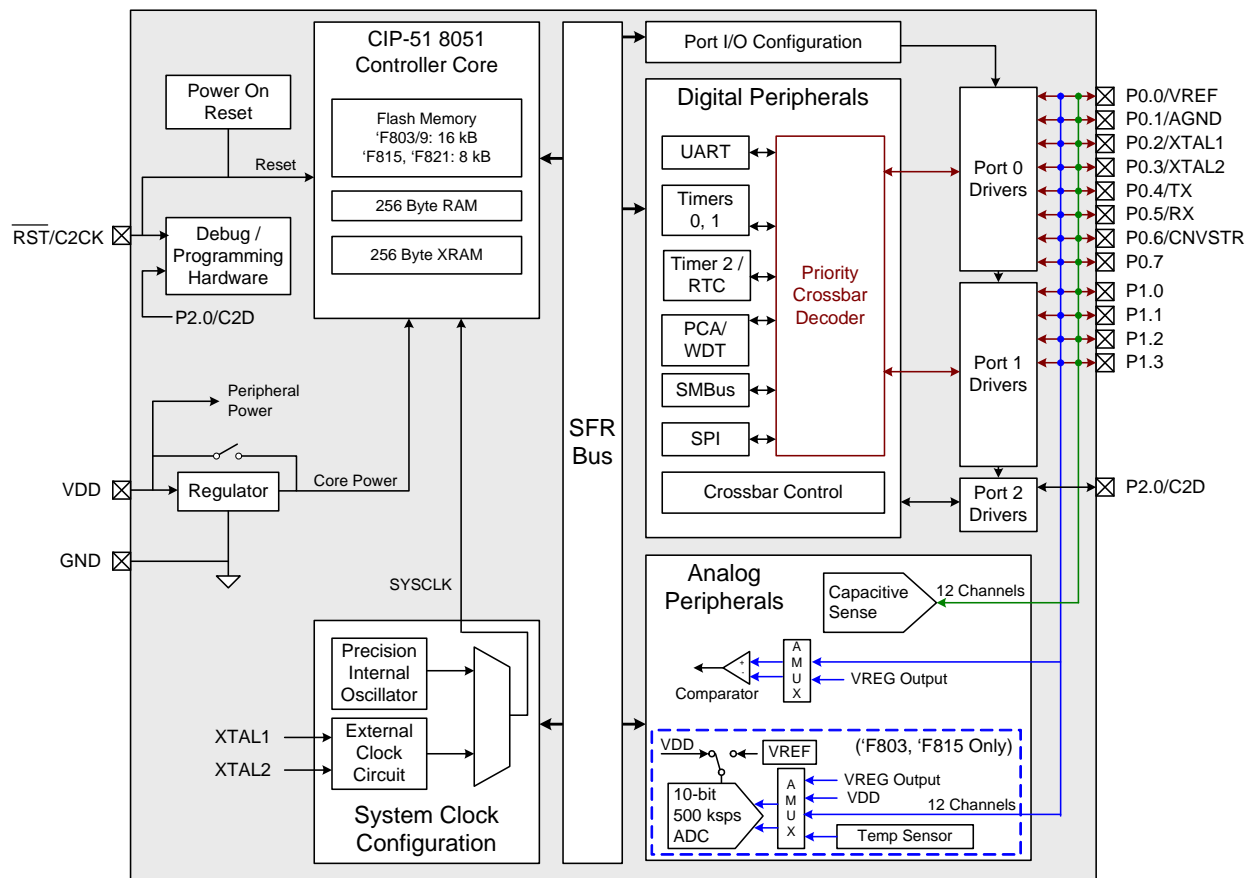 CIP-51 8051
Controller Core
Flash Memory
‘F803/9: 16 kB
‘F815, ‘F821: 8 kB
256 Byte RAM
256 Byte XRAM
Power On
Reset
Reset
RST/C2CK
Debug /
Programming
Hardware
P2.0/C2D
Peripheral
Power
VDD
Regulator
Core Power
GND
SYSCLK
Precision
Internal
Oscillator
XTAL1
XTAL2
External
Clock
Circuit
System Clock
Configuration
SFR
Bus
Port I/O Configuration
Digital Peripherals
UART
Timers
0, 1
Timer 2 /
RTC
PCA/
WDT
SMBus
SPI
Priority
Crossbar
Decoder
Crossbar Control
Port 0
Drivers
Port 1
Drivers
Port 2
Drivers
P0.0/VREF
P0.1/AGND
P0.2/XTAL1
P0.3/XTAL2
P0.4/TX
P0.5/RX
P0.6/CNVSTR
P0.7
P1.0
P1.1
P1.2
P1.3
P2.0/C2D
Analog
Peripherals
Capacitive
Sense
12 Channels
+
-
Comparator
A
M
U
X
VREG Output
(‘F803, ‘F815 Only)
VDD
VREF
10-bit
500 ksps
ADC
A
M
U
X
VREG Output
VDD
12 Channels
Temp Sensor